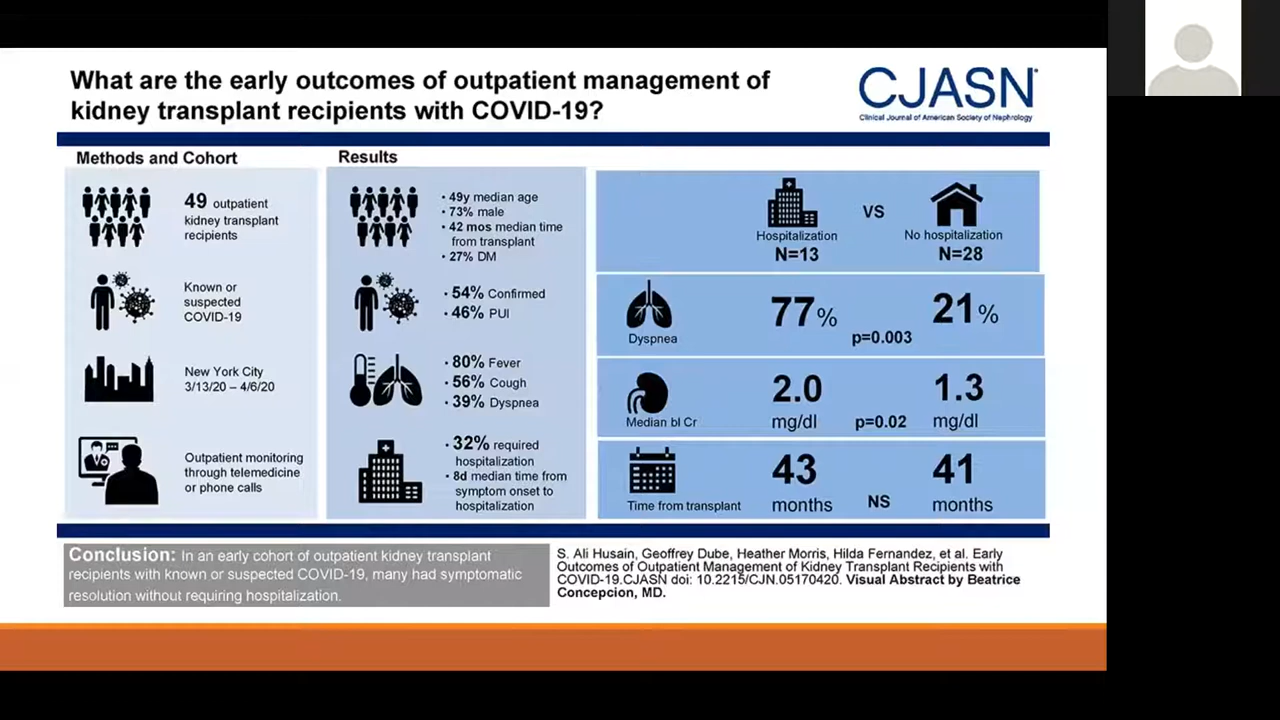 What are the early outcomes of outpatient management of
kidney transplant recipients with COVID-19?
CJASN
Clinical Journal of American Society of Nephrology
Methods and Cohort
49 outpatient
kidney transplant
recipients
Known or
suspected
COVID-19
New York City
3/13/20 – 4/6/20
Outpatient monitoring
through telemedicine
or phone calls
Results
• 49y median age
• 73% male
• 42 mos median time
from transplant
• 27% DM
• 54% Confirmed
• 46% PUI
• 80% Fever
• 56% Cough
• 39% Dyspnea
• 32% required
hospitalization
• 8d median time from
symptom onset to
hospitalization
Hospitalization
N=13
VS
No hospitalization
N=28
Dyspnea
77%
p=0.003
21%
Median bl Cr
2.0
mg/dl
p=0.02
1.3
mg/dl
Time from transplant
43
months
NS
41
months
Conclusion: In an early cohort of outpatient kidney transplant
recipients with known or suspected COVID-19, many had symptomatic
resolution without requiring hospitalization.
S. Ali Husain, Geoffrey Dube, Heather Morris, Hilda Fernandez, et al. Early
Outcomes of Outpatient Management of Kidney Transplant Recipients with
COVID-19.CJASN doi: 10.2215/CJN.05170420. Visual Abstract by Beatrice
Concepcion, MD.